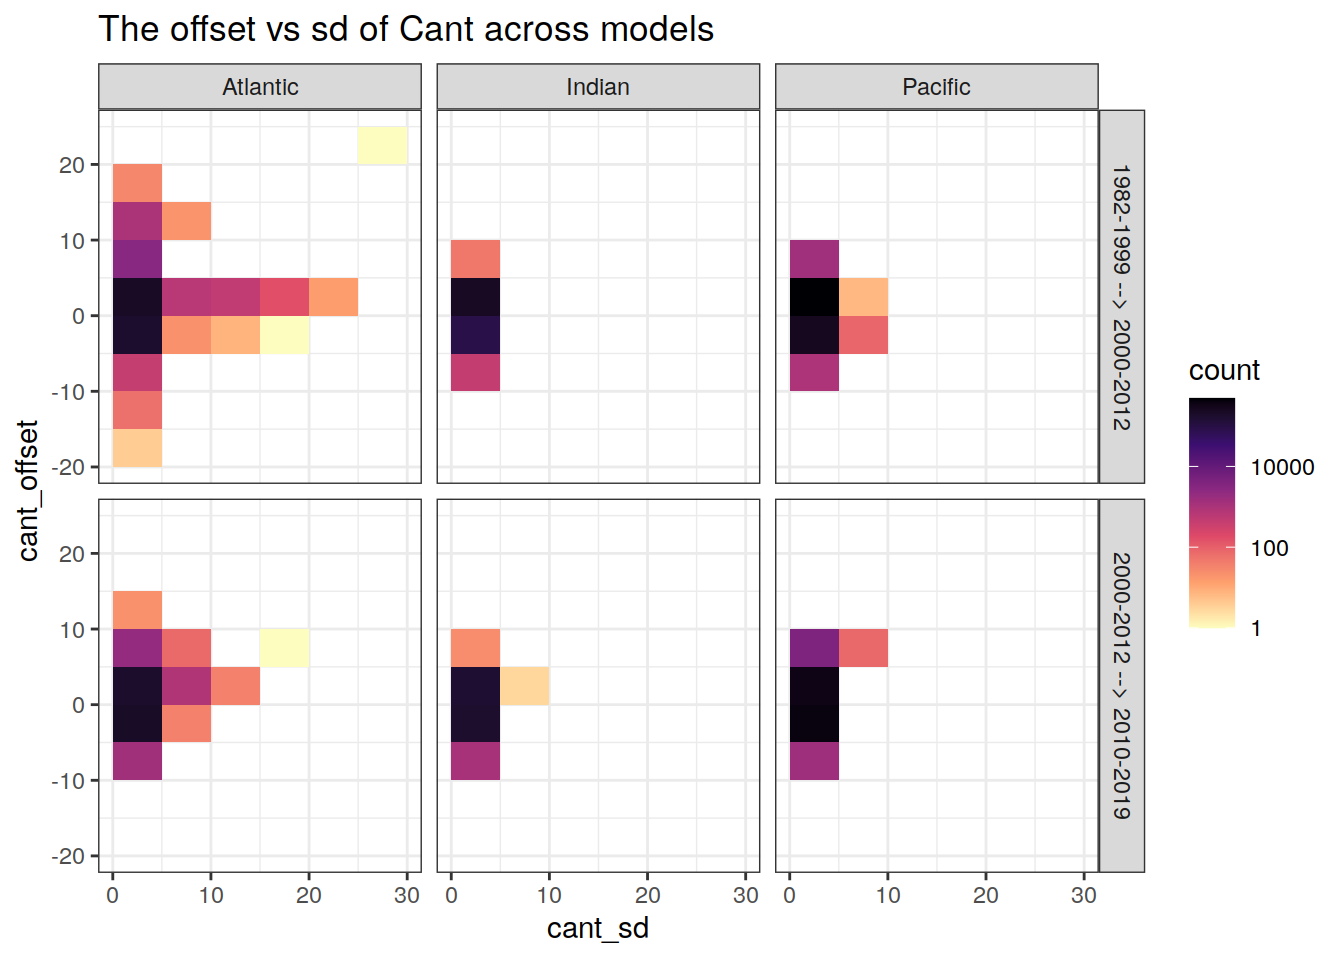 The offset vs sd of Cant across models
Atlantic
Indian
Pacific
20
10
0
-10
-20
1982-1999 --> 2000-2012
20
10
0
-10
-20
2000-2012 --> 2010-2019
cant_offset
0 10 20 30
0 10 20 30
0 10 20 30
cant_sd
count
10000
100
1